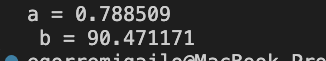 a = 0.788509
b = 90.471171